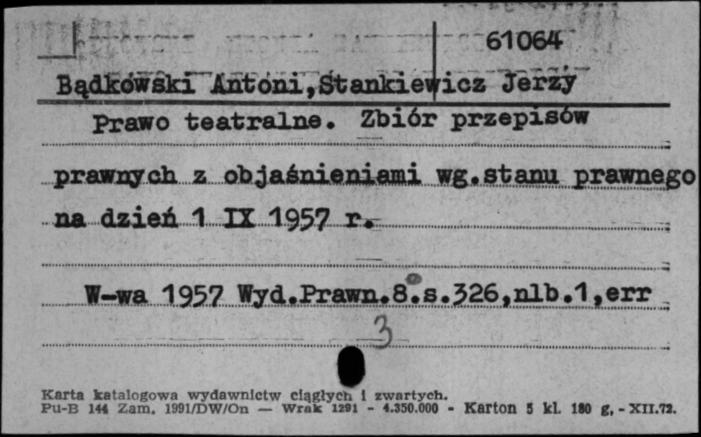 61064
Bądkowski Antoni,Stankiewicz Jerzy
Prawo teatralne. Zbiór przepisów
prawnych z objaśnieniami wg.stanu prawnego
na dzień 1 IX 1957 r.
W-wa 1957 Wyd.Prawn.8°.s.326,nlb.1,err
3
Karta katalogowa wydawnictw ciągłych i zwartych.
Pu-B 144 Zam. 1991/DW/On — Wrak 1291 - 4.350.000 - Karton 5 kl. 180 g. - XII.72.